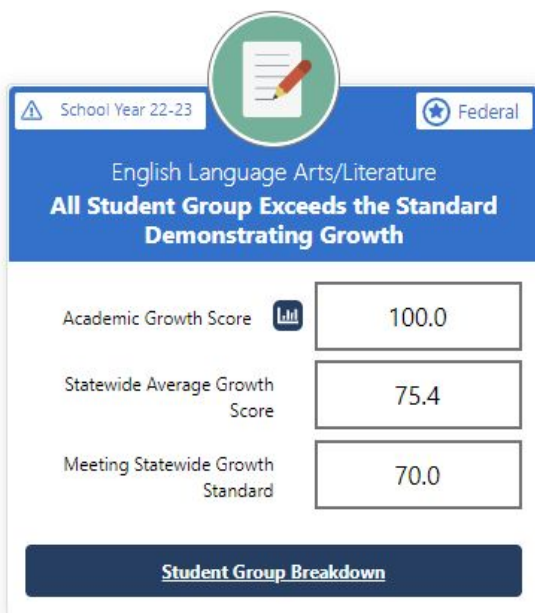 School Year 22-23
Federal
English Language Arts/Literature
All Student Group Exceeds the Standard
Demonstrating Growth
Academic Growth Score
100.0
Statewide Average Growth
Score
75.4
Meeting Statewide Growth
Standard
70.0
Student Group Breakdown